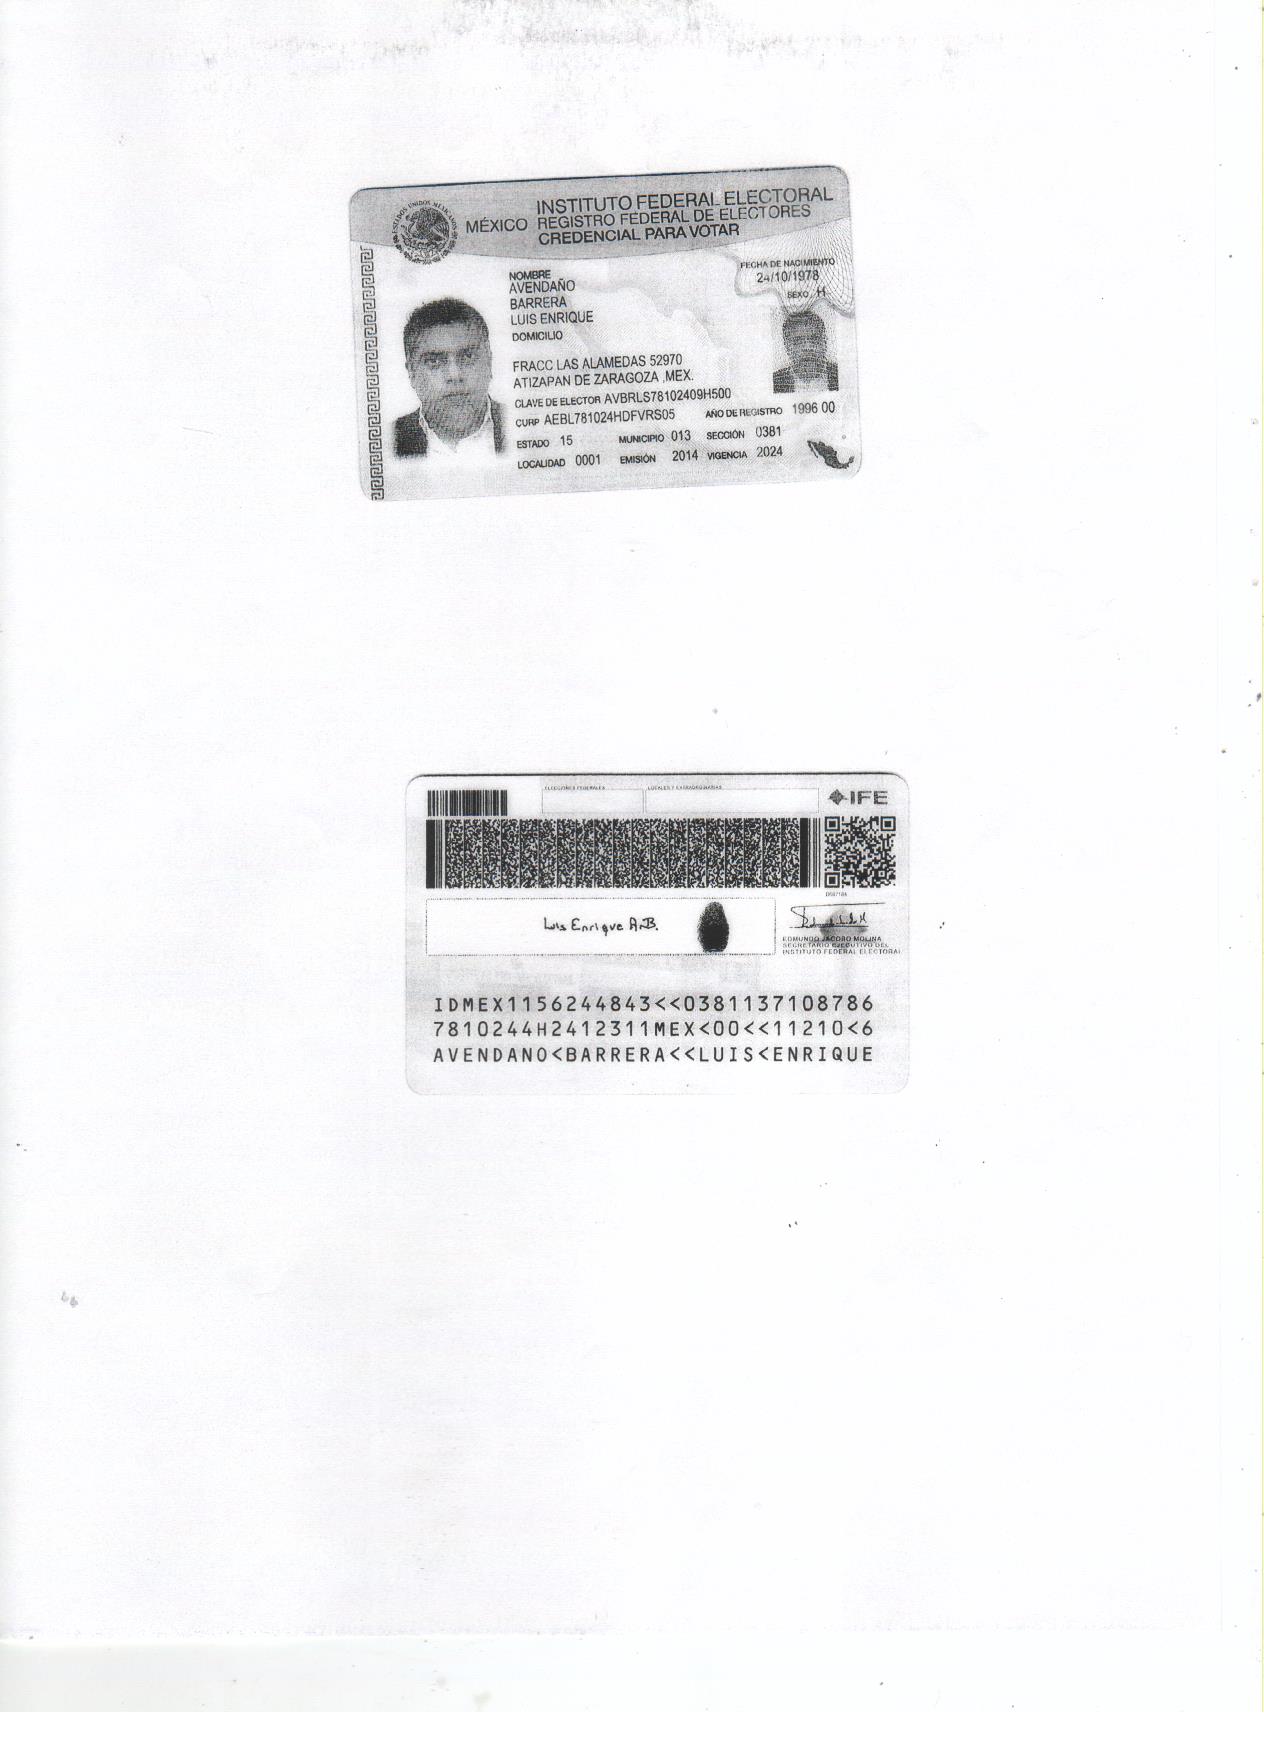 INSTITUTO FEDERAL ELECTORAL
MÉXICO REGISTRO FEDERAL DE ELECTORES
CREDENCIAL PARA VOTAR
ESTADOS UNIDOS MEXICANOS
FECHA DE NACIMIENTO
24/10/1978
SEXO H
NOMBRE
AVENDAÑO
BARRERA
LUIS ENRIQUE
DOMICILIO
FRACC LAS ALAMEDAS 52970
ATIZAPAN DE ZARAGOZA ,MEX.
CLAVE DE ELECTOR AVBRLS78102409H500
CURP AEBL781024HDFVRS05 AÑO DE REGISTRO 1996 00
ESTADO 15 MUNICIPIO 013 SECCIÓN 0381
LOCALIDAD 0001 EMISIÓN 2014 VIGENCIA 2024
ELECCIONES FEDERALES LOCALES Y EXTRAORDINARIAS
IFE
Luis Enrique A.B.
EDMUNDO JACOBO MOLINA
SECRETARIO EJECUTIVO DEL
INSTITUTO FEDERAL ELECTORAL
IDMEX1156244843<<0381137108786
7810244H2412311MEX<00<<11210<6
AVENDANO<BARRERA<<LUIS<ENRIQUE